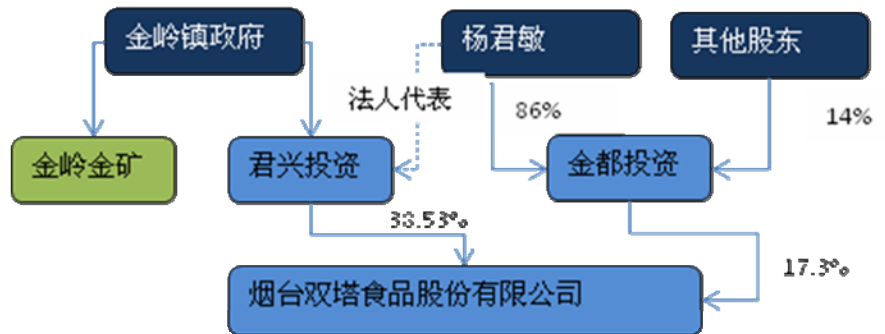 金岭镇政府
杨君敏
其他股东
法人代表
86%
14%
金岭金矿
君兴投资
金都投资
38.53%
17.3%
烟台双塔食品股份有限公司